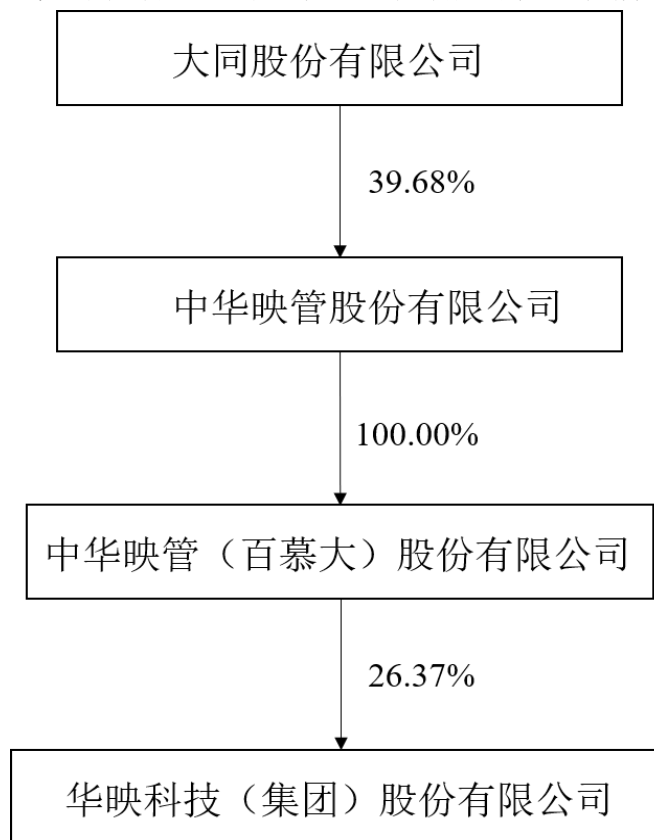 大同股份有限公司
39.68%
中华映管股份有限公司
100.00%
中华映管（百慕大）股份有限公司
26.37%
华映科技（集团）股份有限公司